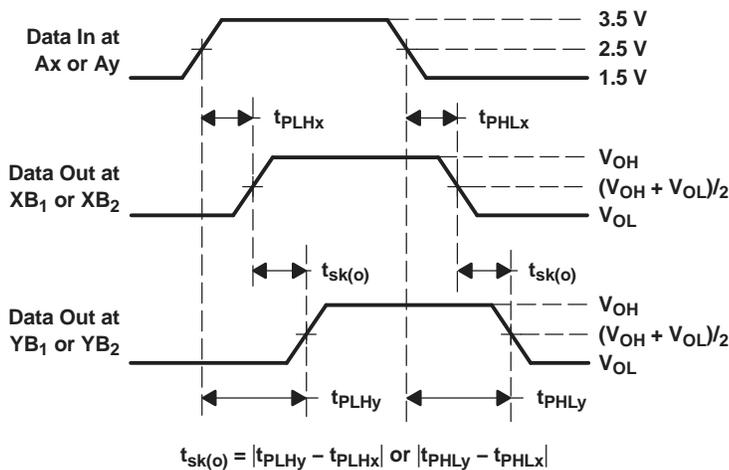 Data In at
Ax or Ay
3.5 V
2.5 V
1.5 V
tPLHx
tPHLx
Data Out at
XB1 or XB2
VOH
(VOH + VOL)/2
VOL
tsk(o)
tsk(o)
Data Out at
YB1 or YB2
VOH
(VOH + VOL)/2
VOL
tPLHy
tPHLy
tsk(o) = |tPLHy – tPLHx| or |tPHLy – tPHLx|